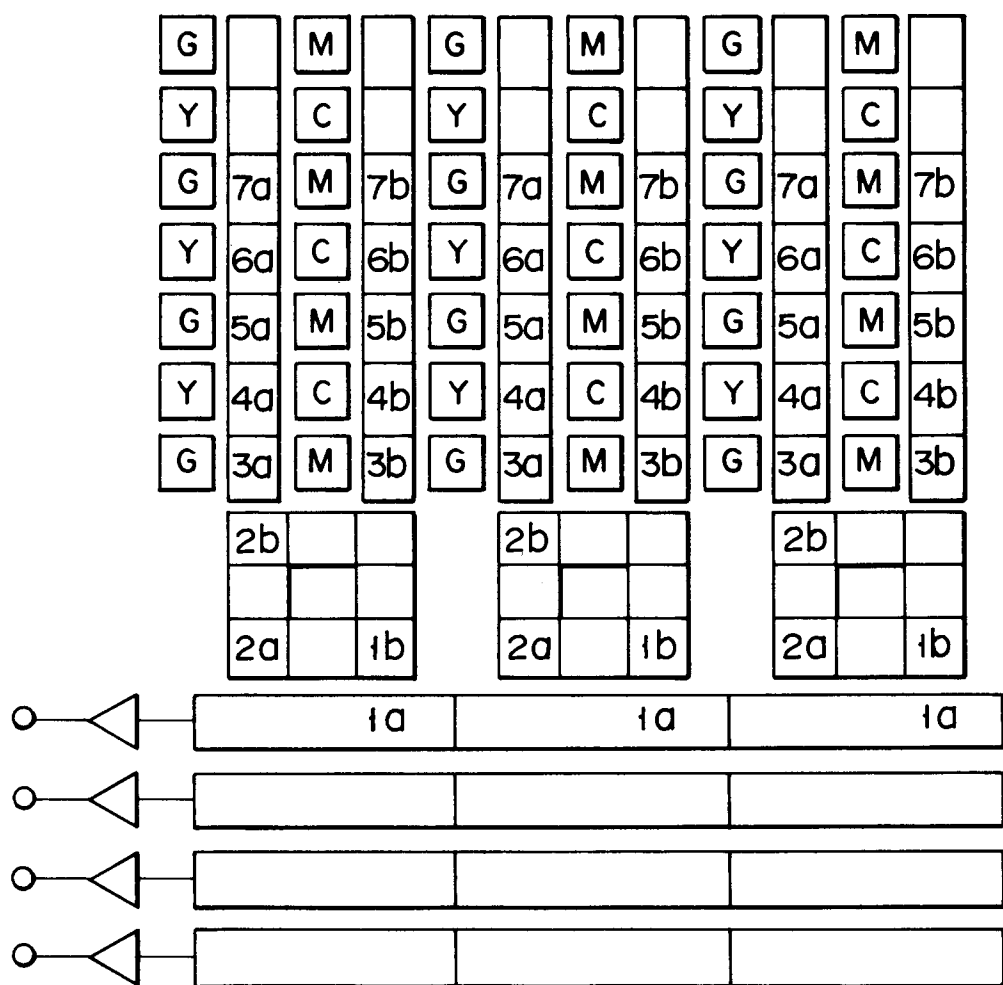 G M G M G M
Y C Y C Y C
G 7a M 7b G 7a M 7b G 7a M 7b
Y 6a C 6b Y 6a C 6b Y 6a C 6b
G 5a M 5b G 5a M 5b G 5a M 5b
Y 4a C 4b Y 4a C 4b Y 4a C 4b
G 3a M 3b G 3a M 3b G 3a M 3b
2b 2b 2b
2a 1b 2a 1b 2a 1b
1a 1a 1a